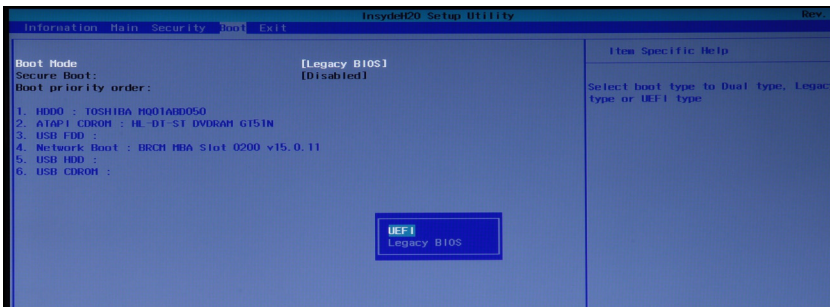 InsydeH20 Setup Utility Rev.
Information Main Security Boot Exit
Item Specific Help
Boot Mode [Legacy BIOS]
Secure Boot: [Disabled]
Boot priority order:
Select boot type to Dual type, Legac
type or UEFI type
1. HDD0 : TOSHIBA MQ01ABD050
2. ATAPI CDROM : HL-DT-ST DVDRAM GT51N
3. USB FDD :
4. Network Boot : BRCM MBA Slot 0200 v15.0.11
5. USB HDD :
6. USB CDROM :
UEFI
Legacy BIOS